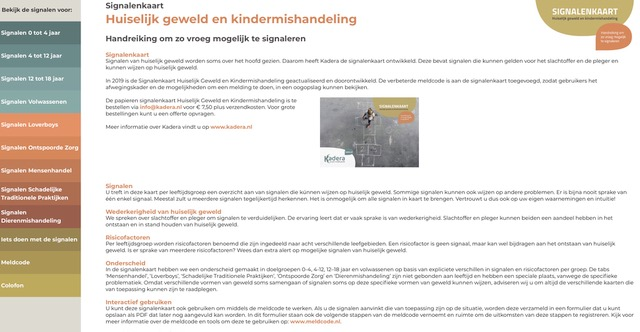 Bekijk de signalen voor:
Signalen 0 tot 4 jaar
Signalen 4 tot 12 jaar
Signalen 12 tot 18 jaar
Signalen Volwassenen
Signalen Loverboys
Signalen Ontspoorde Zorg
Signalen Mensenhandel
Signalen Schadelijke
Traditionele Praktijken
Signalen
Dierenmishandeling
Iets doen met de signalen
Meldcode
Colofon
Signalenkaart
Huiselijk geweld en kindermishandeling
Handreiking om zo vroeg mogelijk te signaleren
SIGNALENKAART
Huiselijk geweld en kindermishandeling
Signalenkaart
Signalen van huiselijk geweld worden soms over het hoofd gezien. Daarom heeft Kadera de signalenkaart ontwikkeld. Deze bevat signalen die kunnen gelden voor het slachtoffer en de pleger en
kunnen wijzen op huiselijk geweld.
In 2019 is de Signalenkaart Huiselijk Geweld en Kindermishandeling geactualiseerd en doorontwikkeld. De verbeterde meldcode is aan de signalenkaart toegevoegd, zodat gebruikers het
afwegingskader en de mogelijkheden om een melding te doen, in een oogopslag kunnen bekijken.
De papieren signalenkaart Huiselijk Geweld en Kindermishandeling is te
bestellen via info@kadera.nl voor € 7,50 plus verzendkosten. Voor grote
bestellingen kunt u een offerte opvragen.
Meer informatie over Kadera vindt u op www.kadera.nl
SIGNALENKAART
Kadera
Signalen
U treft in deze kaart per leeftijdsgroep een overzicht aan van signalen die kúnnen wijzen op huiselijk geweld. Sommige signalen kunnen ook wijzen op andere problemen. Er is bijna nooit sprake van
één enkel signaal. Meestal zult u meerdere signalen tegelijkertijd herkennen. Het is onmogelijk om alle signalen in kaart te brengen. Vertrouwt u dus ook op uw eigen waarnemingen en intuïtie!
Wederkerigheid van huiselijk geweld
We spreken over slachtoffer en pleger om signalen te verduidelijken. De ervaring leert dat er vaak sprake is van wederkerigheid. Slachtoffer en pleger kunnen beiden een aandeel hebben in het
ontstaan en in stand houden van huiselijk geweld.
Risicofactoren
Per leeftijdsgroep worden risicofactoren benoemd die zijn ingedeeld naar acht verschillende leefgebieden. Een risicofactor is geen signaal, maar kan wel bijdragen aan het ontstaan van huiselijk
geweld. Is er sprake van meerdere risicofactoren? Wees dan extra alert op mogelijke signalen van huiselijk geweld.
Onderscheid
In de signalenkaart hebben we een onderscheid gemaakt in doelgroepen 0-4, 4-12, 12-18 jaar en volwassenen op basis van expliciete verschillen in signalen en risicofactoren per groep. De tabs
'Mensenhandel', 'Loverboys', 'Schadelijke Traditionele Praktijken', 'Ontspoorde Zorg' en 'Dierenmishandeling' zijn niet gebonden aan leeftijd en hebben een speciale plaats, vanwege de specifieke
problematiek. Omdat verschillende vormen van geweld soms samengaan of signalen soms op deze specifieke vormen van geweld kunnen wijzen, adviseren wij u om altijd de verschillende kaarten die
van toepassing kunnen zijn te raadplegen.
Interactief gebruiken
U kunt deze signalenkaart ook gebruiken om middels de meldcode te werken. Als u de signalen aanvinkt die van toepassing zijn op de situatie, worden deze verzameld in een formulier dat u kunt
opslaan als PDF dat later nog aangevuld kan worden. In dit formulier staan ook de volgende stappen van de meldcode vernoemt en ruimte om de uitkomsten van deze stappen te registeren. Kijk voor
meer informatie over de meldcode en tools om deze te gebruiken op: www.meldcode.nl.